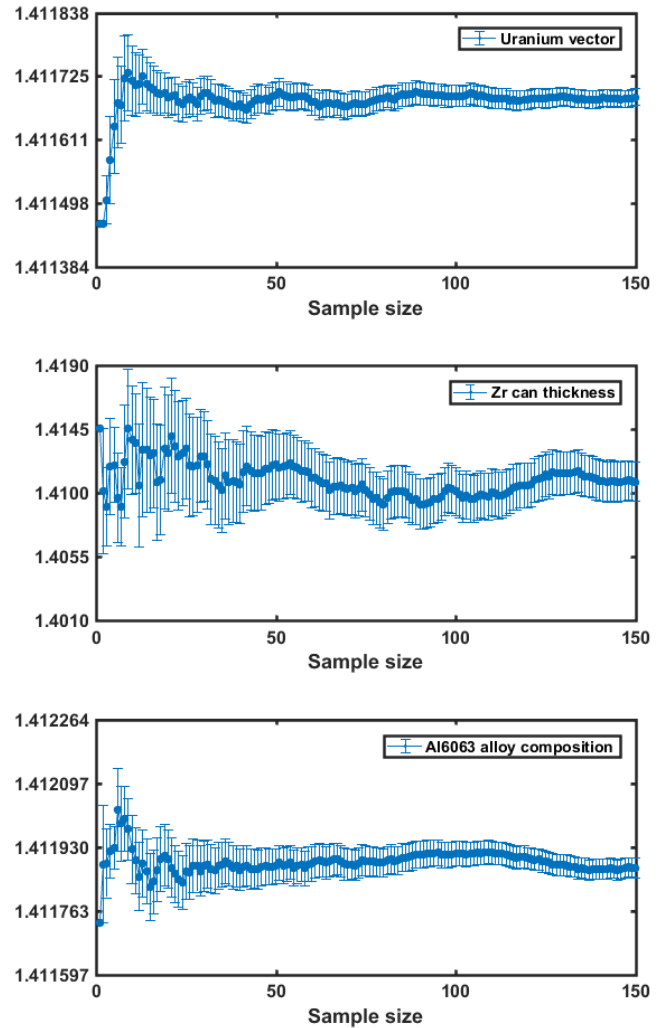 1.411838
Uranium vector
1.411725
1.411611
1.411498
1.411384
0 50 100 150
Sample size
1.4190
Zr can thickness
1.4145
1.4100
1.4055
1.4010
0 50 100 150
Sample size
1.412264
Al6063 alloy composition
1.412097
1.411930
1.411763
1.411597
0 50 100 150
Sample size